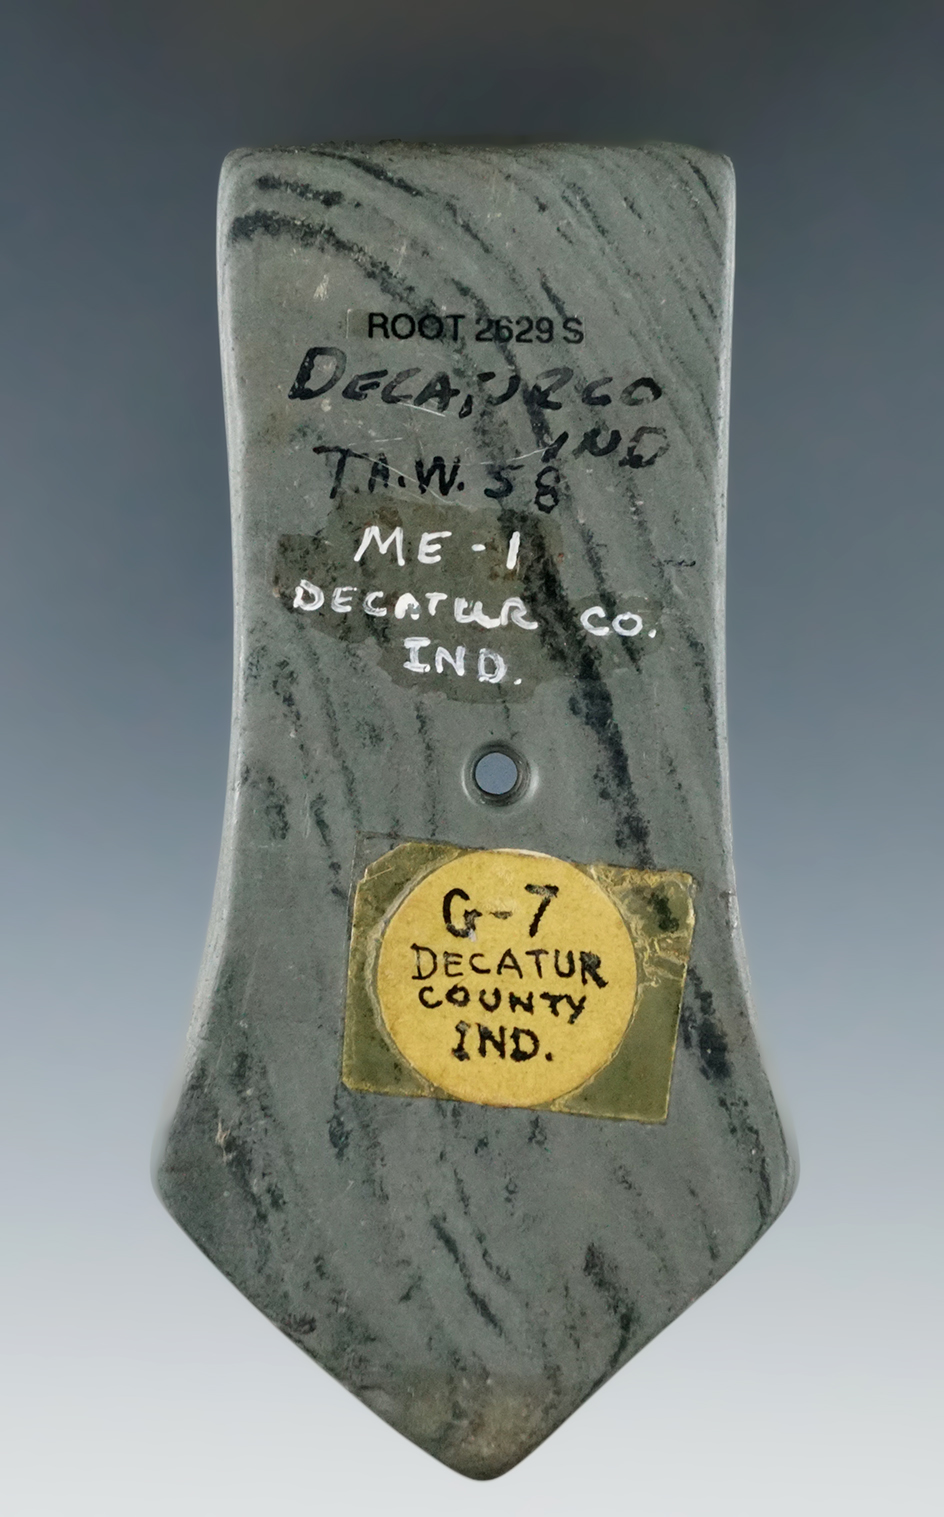 ROOT 2629 S
DECATUR CO
IND
T.A.W. 58
ME-1
DECATUR CO.
IND.
G-7
DECATUR
COUNTY
IND.